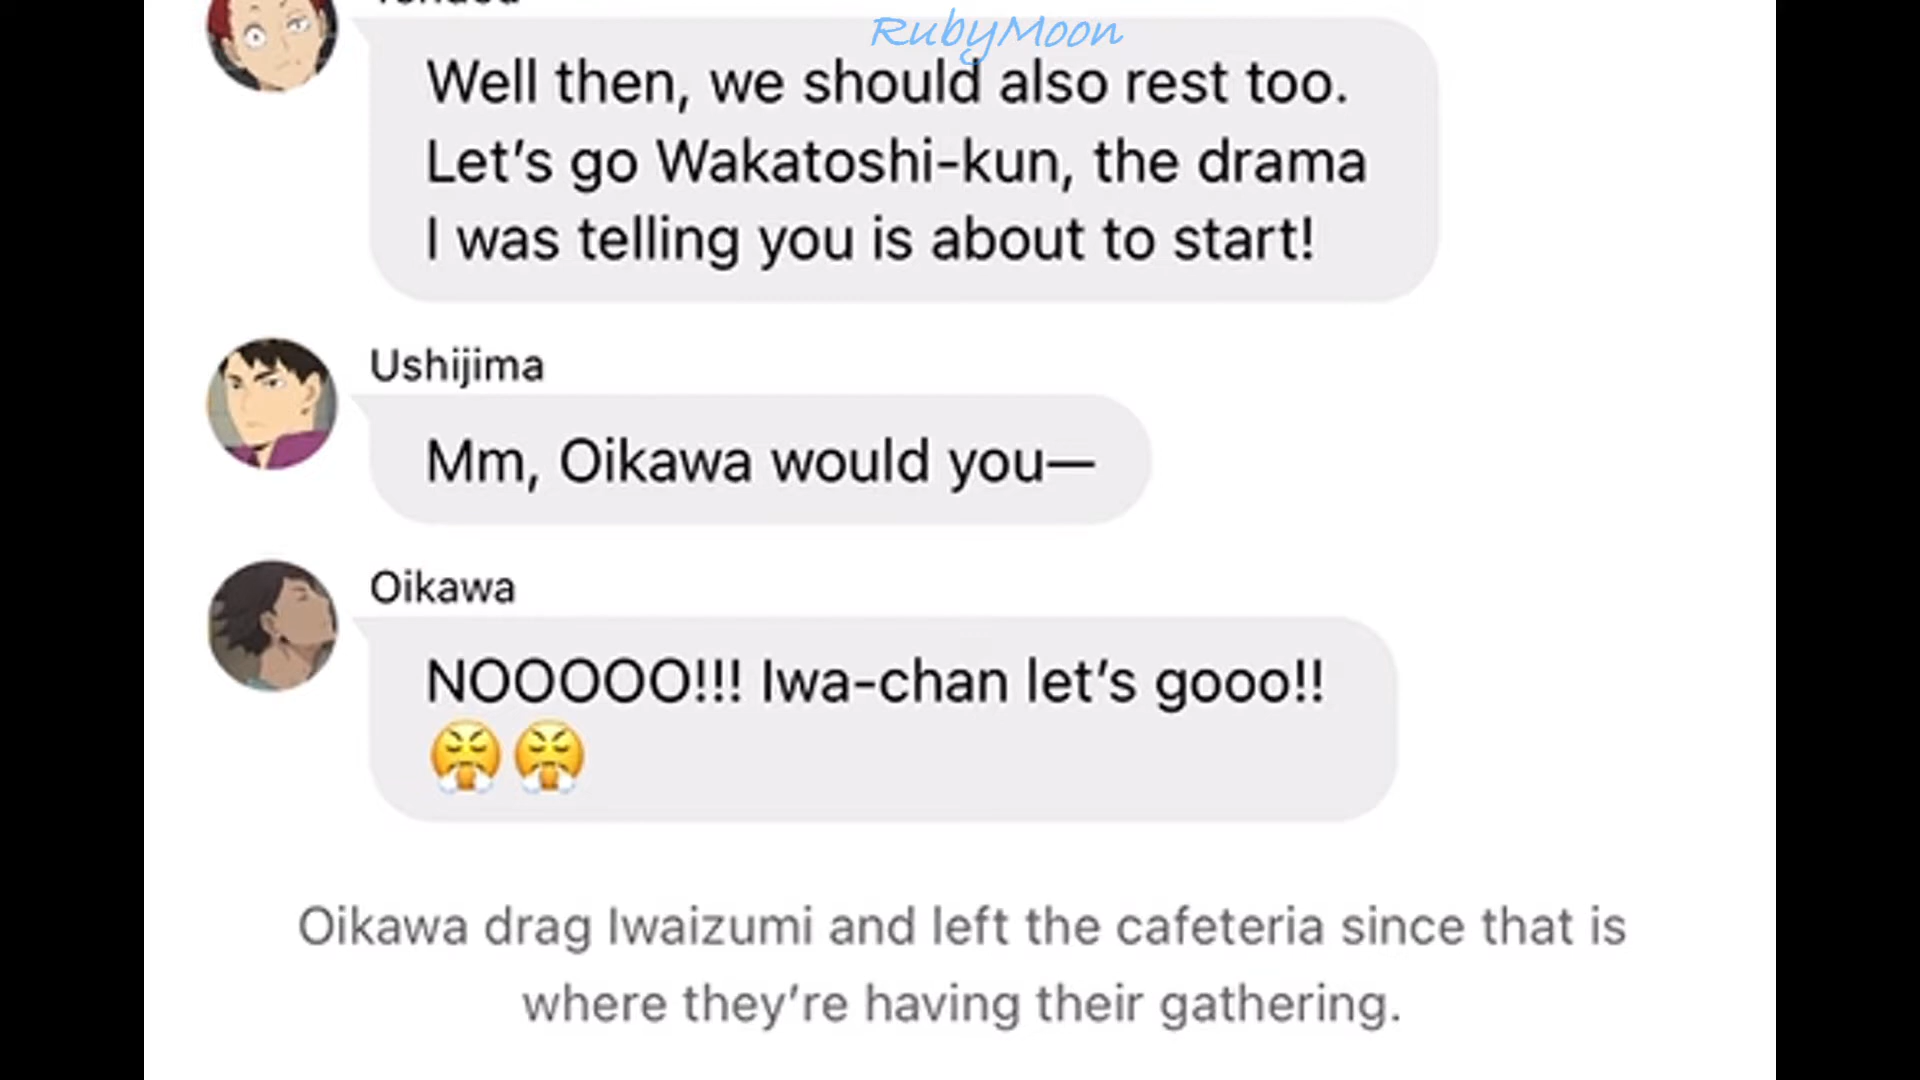 RubyMoon
Well then, we should also rest too.
Let's go Wakatoshi-kun, the drama
I was telling you is about to start!
Ushijima
Mm, Oikawa would you—
Oikawa
NOOOOO!!! Iwa-chan let's gooo!!
😤😤
Oikawa drag Iwaizumi and left the cafeteria since that is
where they're having their gathering.